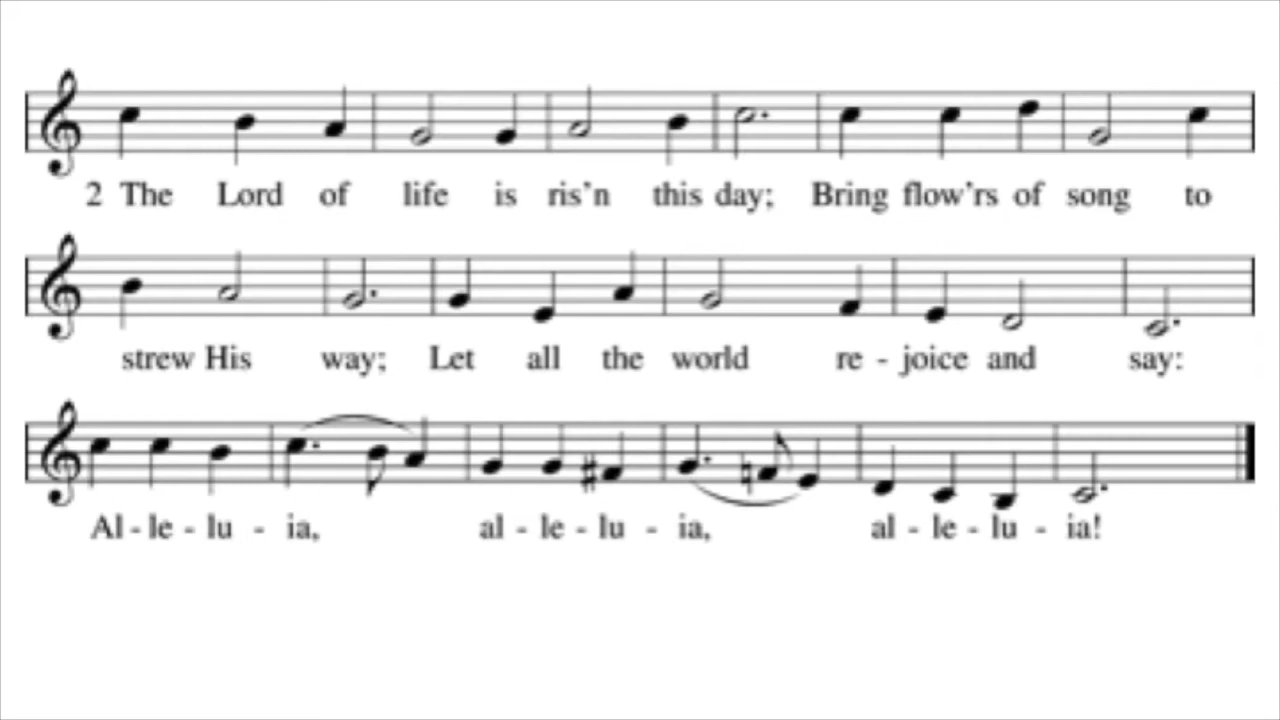 2 The Lord of life is ris'n this day; Bring flow'rs of song to
strew His way; Let all the world re - joice and say:
Al - le - lu - ia, al - le - lu - ia, al - le - lu - ia!